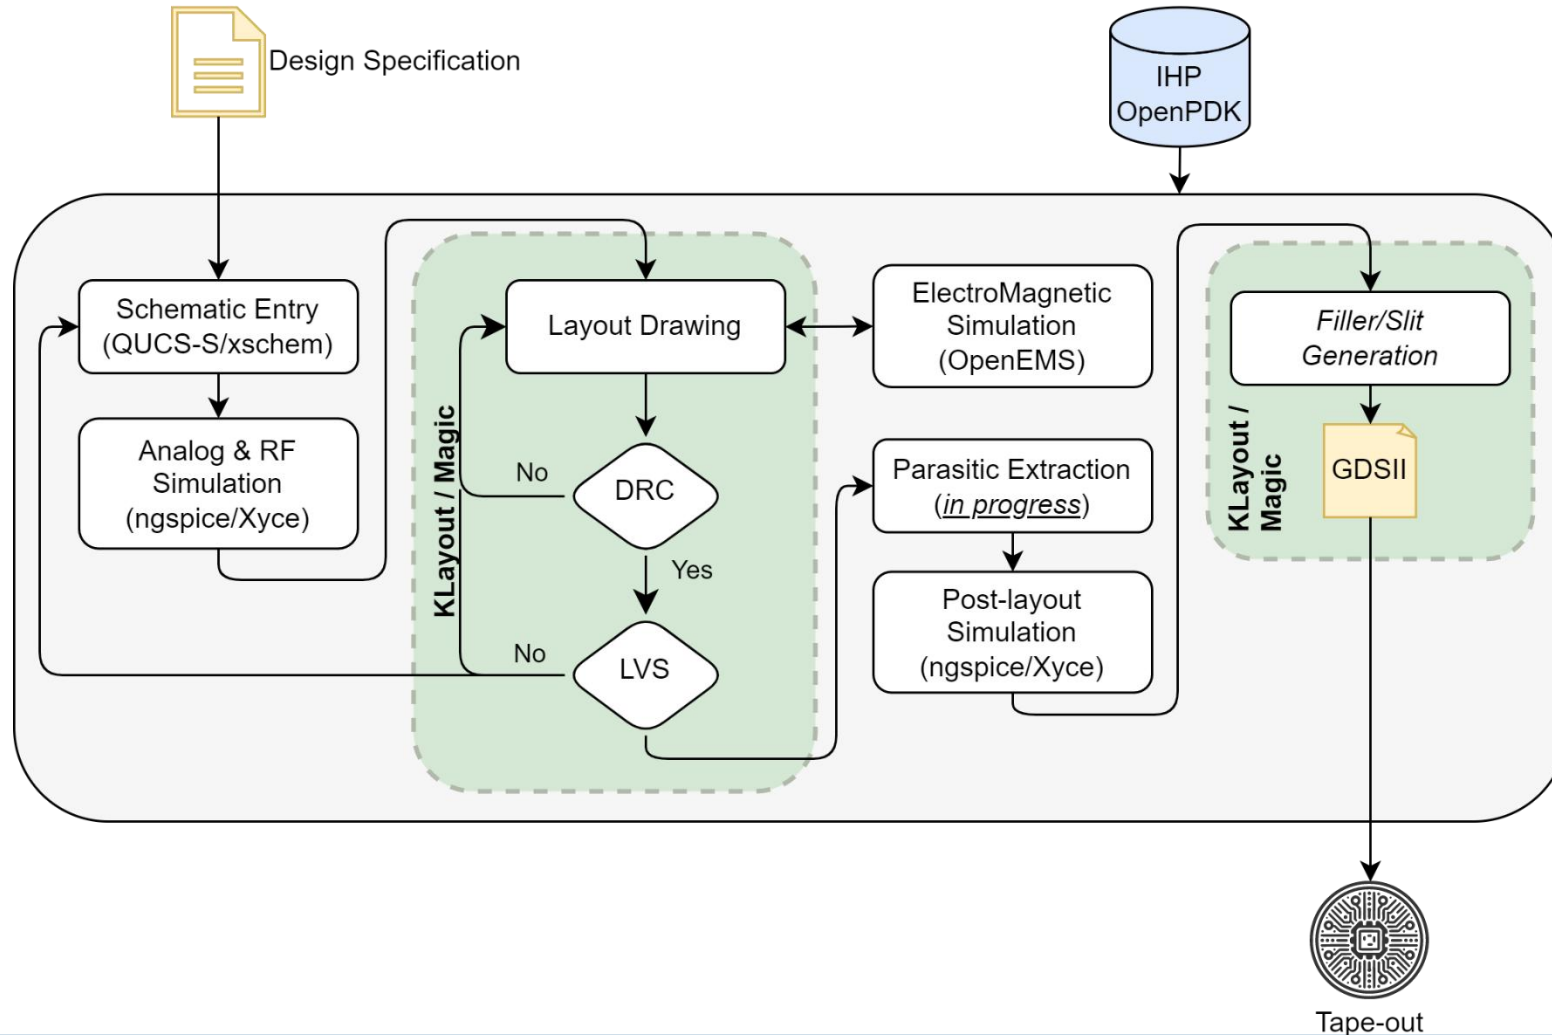 Design Specification
IHP
OpenPDK
Schematic Entry
(QUCS-S/xschem)
Analog & RF
Simulation
(ngspice/Xyce)
KLayout / Magic
Layout Drawing
No
DRC
Yes
No
LVS
ElectroMagnetic
Simulation
(OpenEMS)
Parasitic Extraction
(in progress)
Post-layout
Simulation
(ngspice/Xyce)
Filler/Slit
Generation
KLayout /
Magic
GDSII
Tape-out